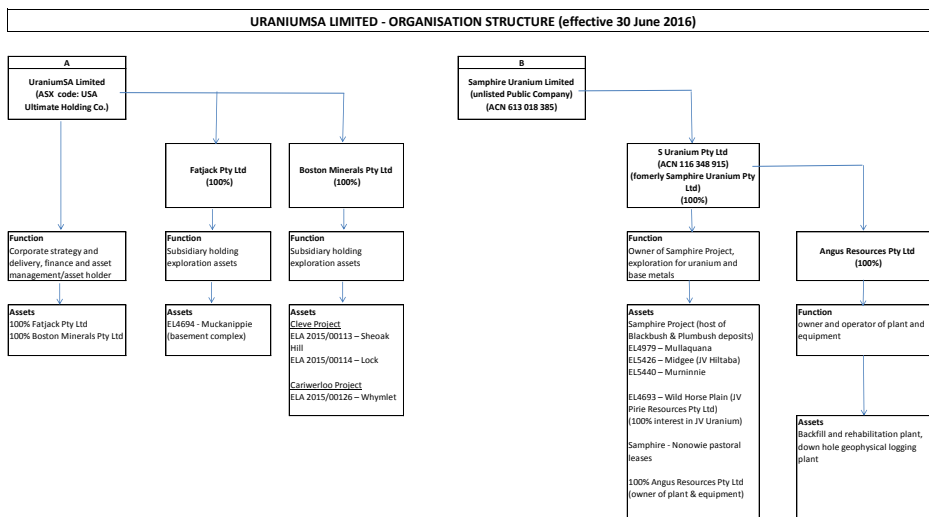 URANIUMSA LIMITED - ORGANISATION STRUCTURE (effective 30 June 2016)
A
UraniumSA Limited
(ASX code: USA
Ultimate Holding Co.)
B
Samphire Uranium Limited
(unlisted Public Company)
(ACN 613 018 385)
Fatjack Pty Ltd
(100%)
Boston Minerals Pty Ltd
(100%)
S Uranium Pty Ltd
(ACN 116 348 915)
(fomerly Samphire Uranium Pty
Ltd)
(100%)
Angus Resources Pty Ltd
(100%)
Function
Corporate strategy and
delivery, finance and asset
management/asset holder
Function
Subsidiary holding
exploration assets
Function
Subsidiary holding
exploration assets
Function
Owner of Samphire Project,
exploration for uranium and
base metals
Assets
100% Fatjack Pty Ltd
100% Boston Minerals Pty Ltd
Assets
EL4694 - Muckanippie
(basement complex)
Assets
Cleve Project
ELA 2015/00113 – Sheoak
Hill
ELA 2015/00114 – Lock
Cariwerloo Project
ELA 2015/00126 – Whymlet
Assets
Samphire Project (host of
Blackbush & Plumbush deposits)
EL4979 – Mullaquana
EL5426 – Midgee (JV Hiltaba)
EL5440 – Murninnie
EL4693 – Wild Horse Plain (JV
Pirie Resources Pty Ltd)
(100% interest in JV Uranium)
Samphire - Nonowie pastoral
leases
100% Angus Resources Pty Ltd
(owner of plant & equipment)
Function
owner and operator of plant and
equipment
Assets
Backfill and rehabilitation plant,
down hole geophysical logging
plant